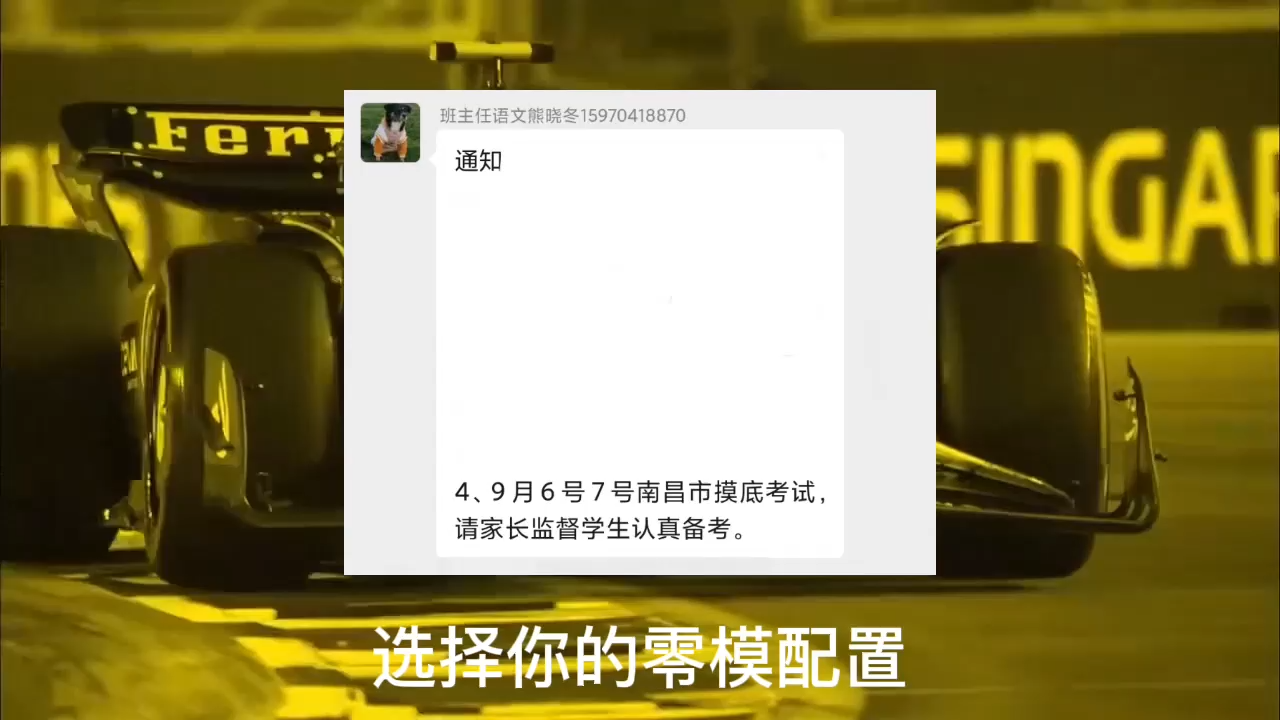 Ferr
SINGAP
班主任语文熊晓冬15970418870
通知
4、9月6号7号南昌市摸底考试，
请家长监督学生认真备考。
选择你的零模配置